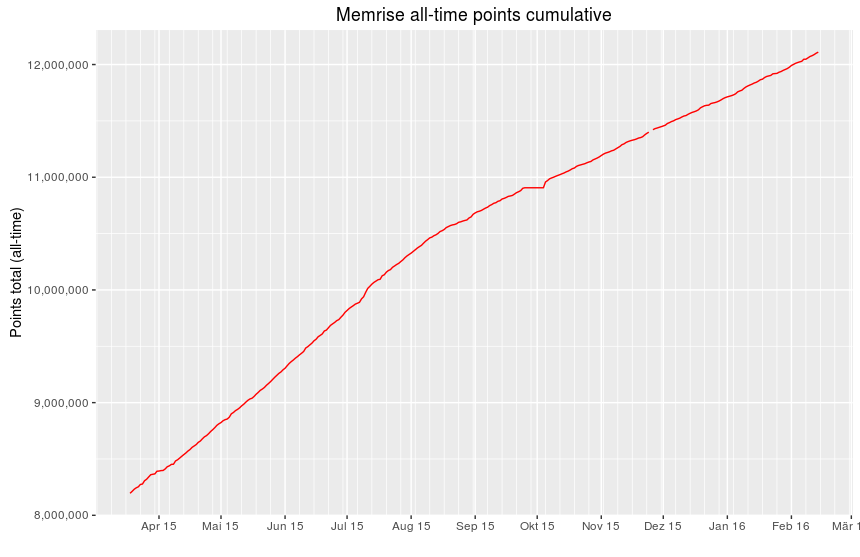 Memrise all-time points cumulative
Points total (all-time)
12,000,000
11,000,000
10,000,000
9,000,000
8,000,000
Apr 15 Mai 15 Jun 15 Jul 15 Aug 15 Sep 15 Okt 15 Nov 15 Dez 15 Jan 16 Feb 16 Mär 1